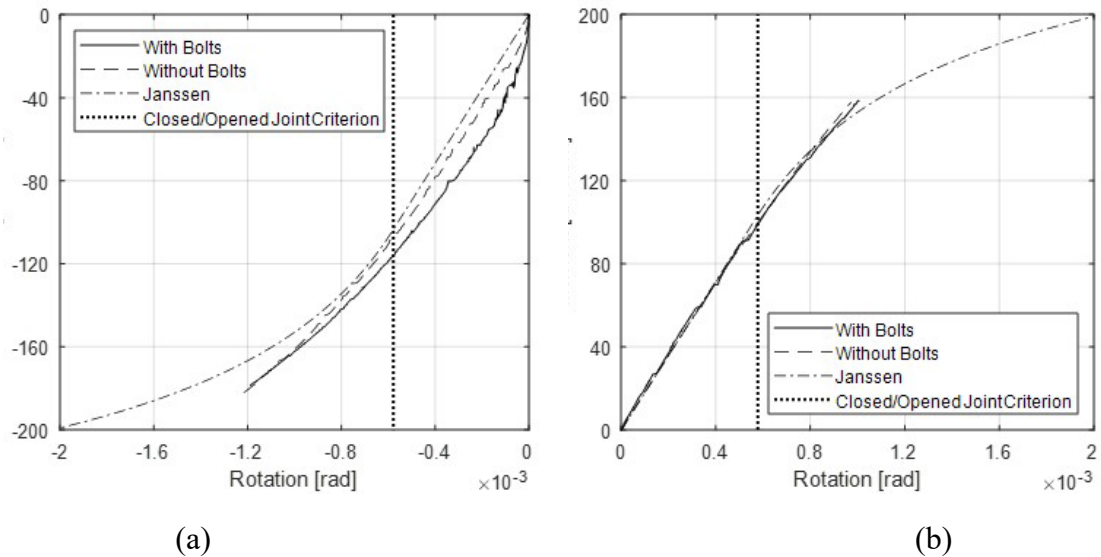 0
-40
-80
-120
-160
-200
-2
-1.6
-1.2
-0.8
-0.4
0
With Bolts
Without Bolts
Janssen
Closed/Opened Joint Criterion
Rotation [rad]
×10-3
(a)
200
160
120
80
40
0
0
0.4
0.8
1.2
1.6
2
With Bolts
Without Bolts
Janssen
Closed/Opened Joint Criterion
Rotation [rad]
×10-3
(b)